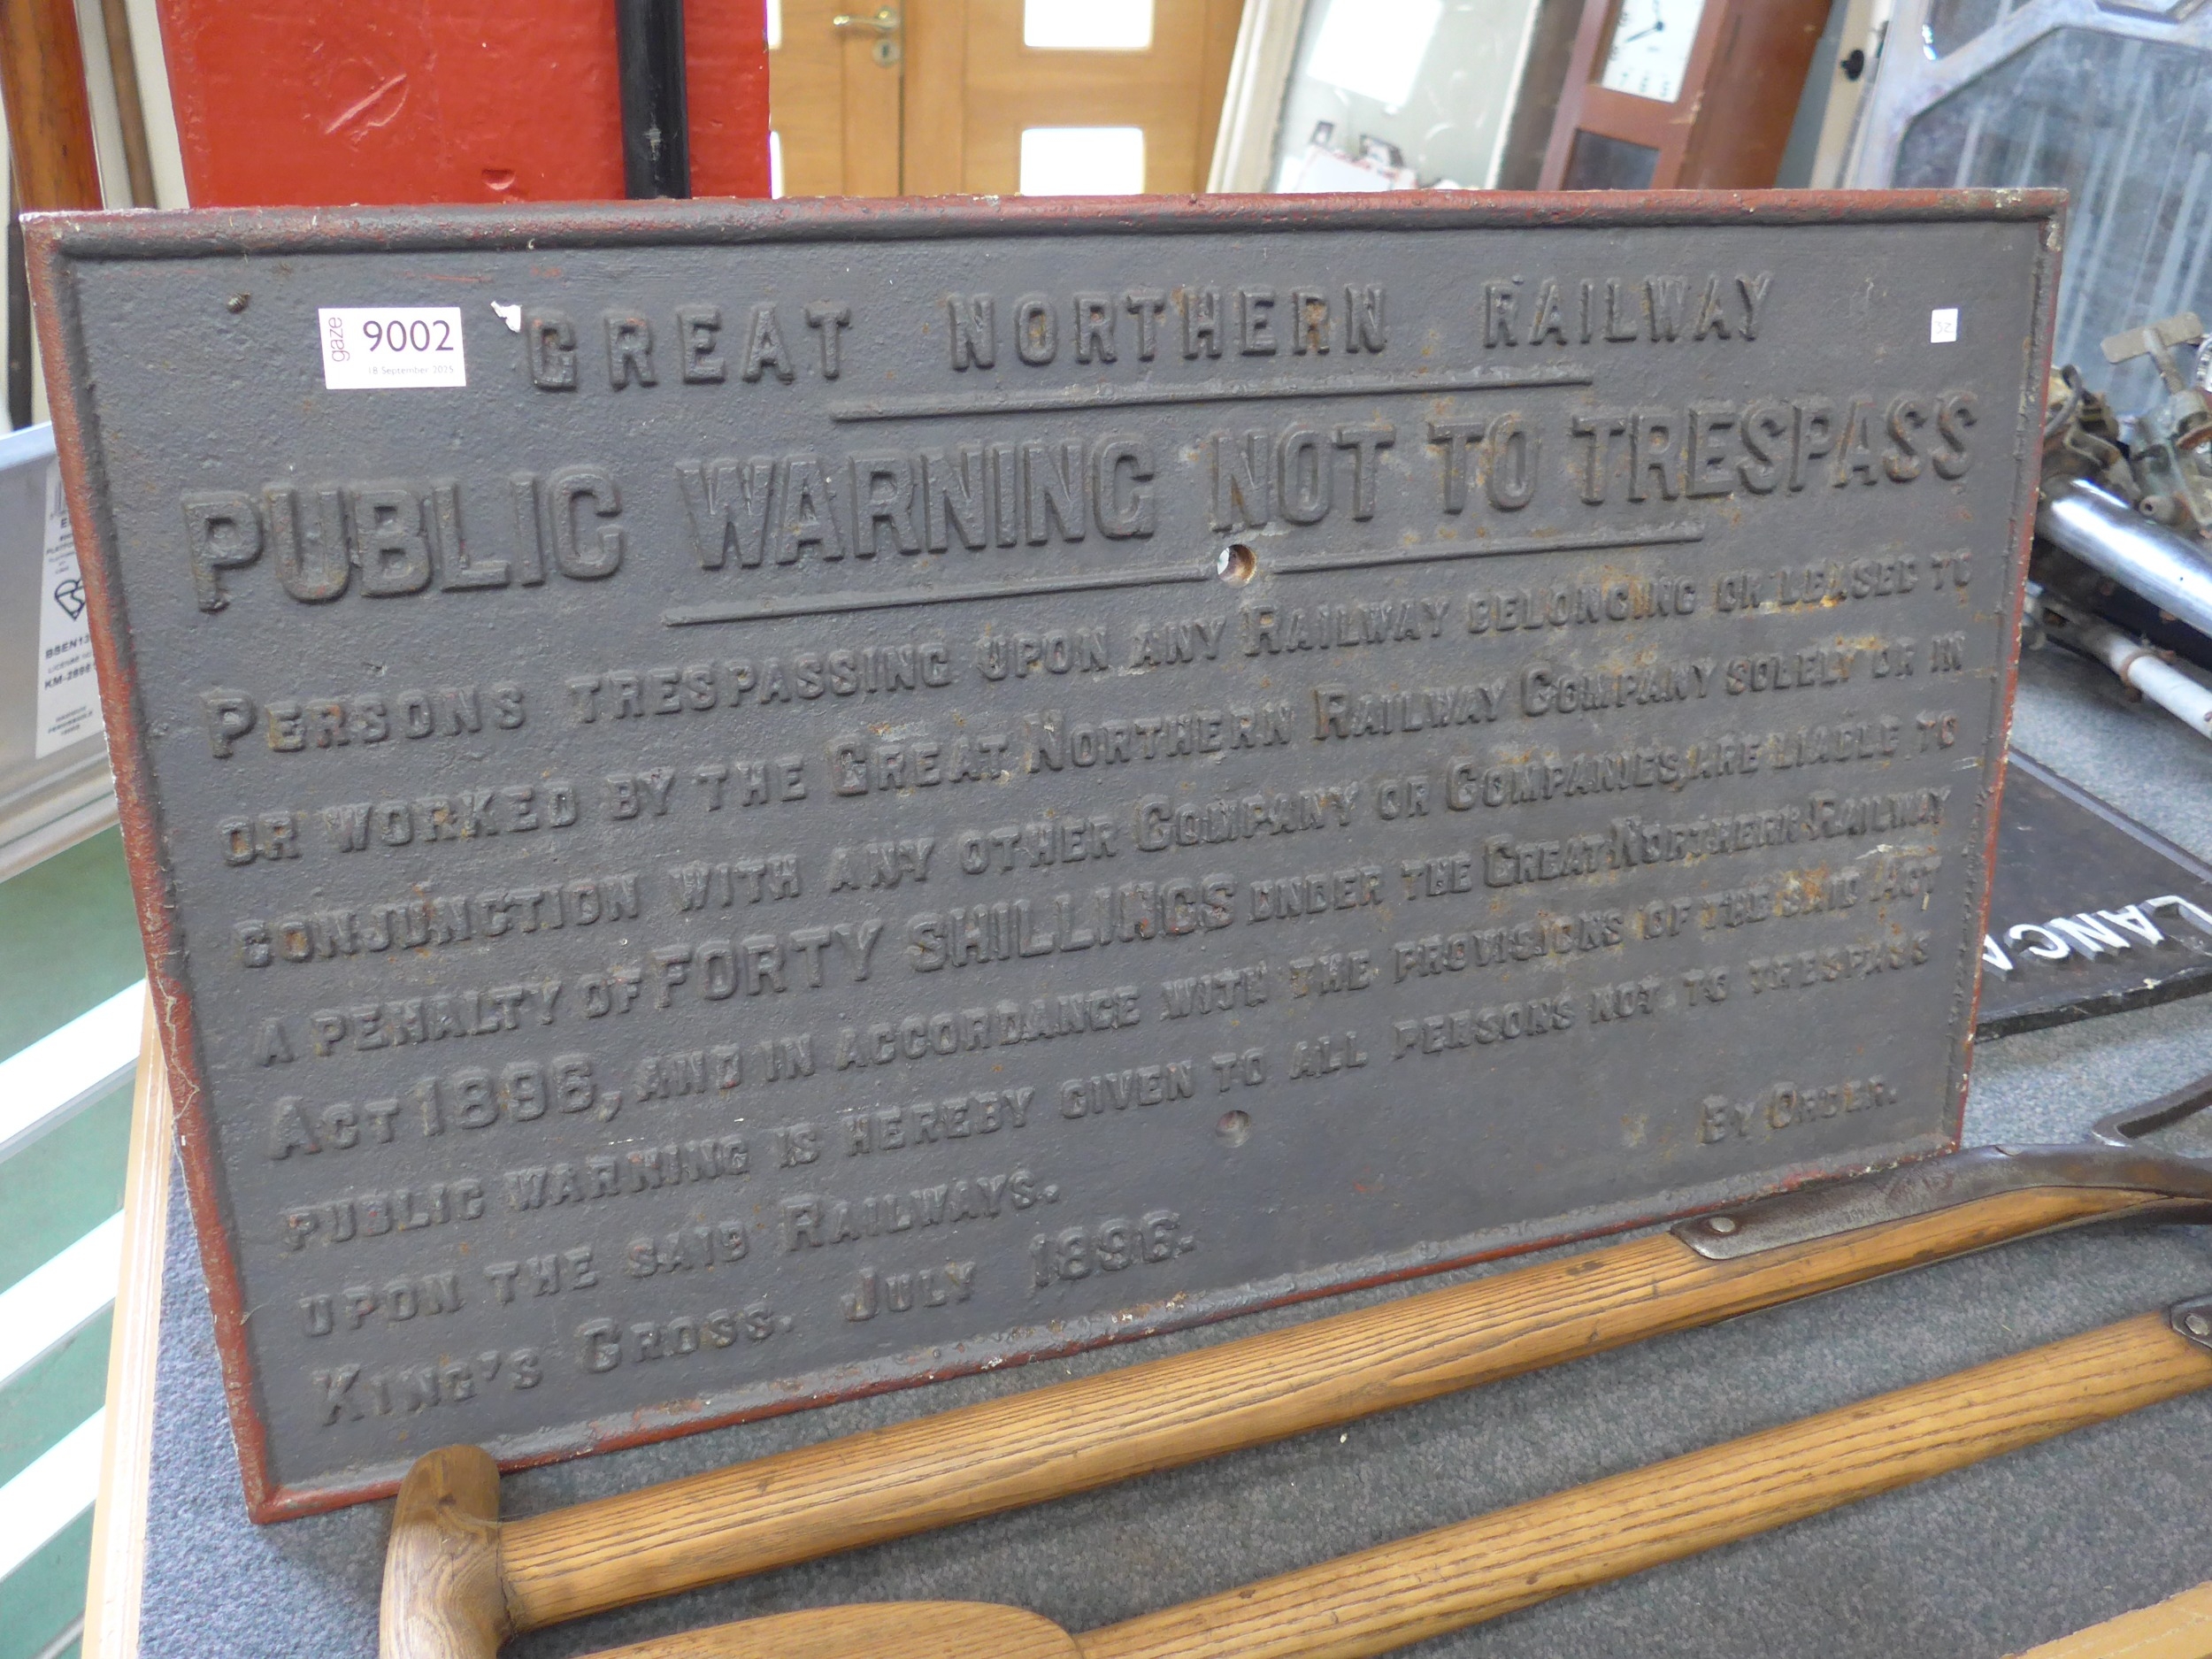 gaze
9002
18 September 2025
32
GREAT NORTHERN RAILWAY
PUBLIC WARNING NOT TO TRESPASS
PERSONS TRESPASSING UPON ANY RAILWAY BELONGING OR LEASED TO
OR WORKED BY THE GREAT NORTHERN RAILWAY COMPANY SOLELY OR IN
CONJUNCTION WITH ANY OTHER COMPANY OR COMPANIES, ARE LIABLE TO
A PENALTY OF FORTY SHILLINGS UNDER THE GREAT NORTHERN RAILWAY
ACT 1896, AND IN ACCORDANCE WITH THE PROVISIONS OF THE SAID ACT
PUBLIC WARNING IS HEREBY GIVEN TO ALL PERSONS NOT TO TRESPASS
UPON THE SAID RAILWAYS.
BY ORDER.
KING'S CROSS. JULY 1896.
LANCA